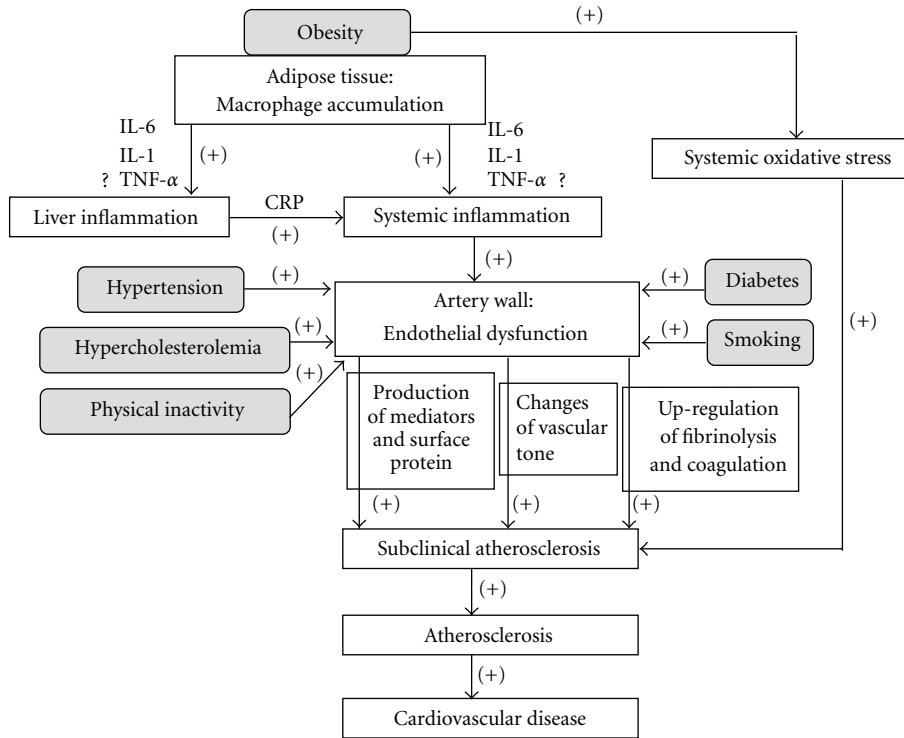 Obesity
(+)
Adipose tissue:
Macrophage accumulation
IL-6
IL-1
? TNF-α
(+)
(+)
IL-6
IL-1
TNF-α ?
Systemic oxidative stress
Liver inflammation
CRP
(+)
Systemic inflammation
(+)
Hypertension
(+)
Artery wall:
Endothelial dysfunction
(+)
Diabetes
Hypercholesterolemia
(+)
(+)
Smoking
(+)
Physical inactivity
(+)
Production
of mediators
and surface
protein
Changes
of vascular
tone
Up-regulation
of fibrinolysis
and coagulation
(+)
(+)
(+)
Subclinical atherosclerosis
(+)
Atherosclerosis
(+)
Cardiovascular disease